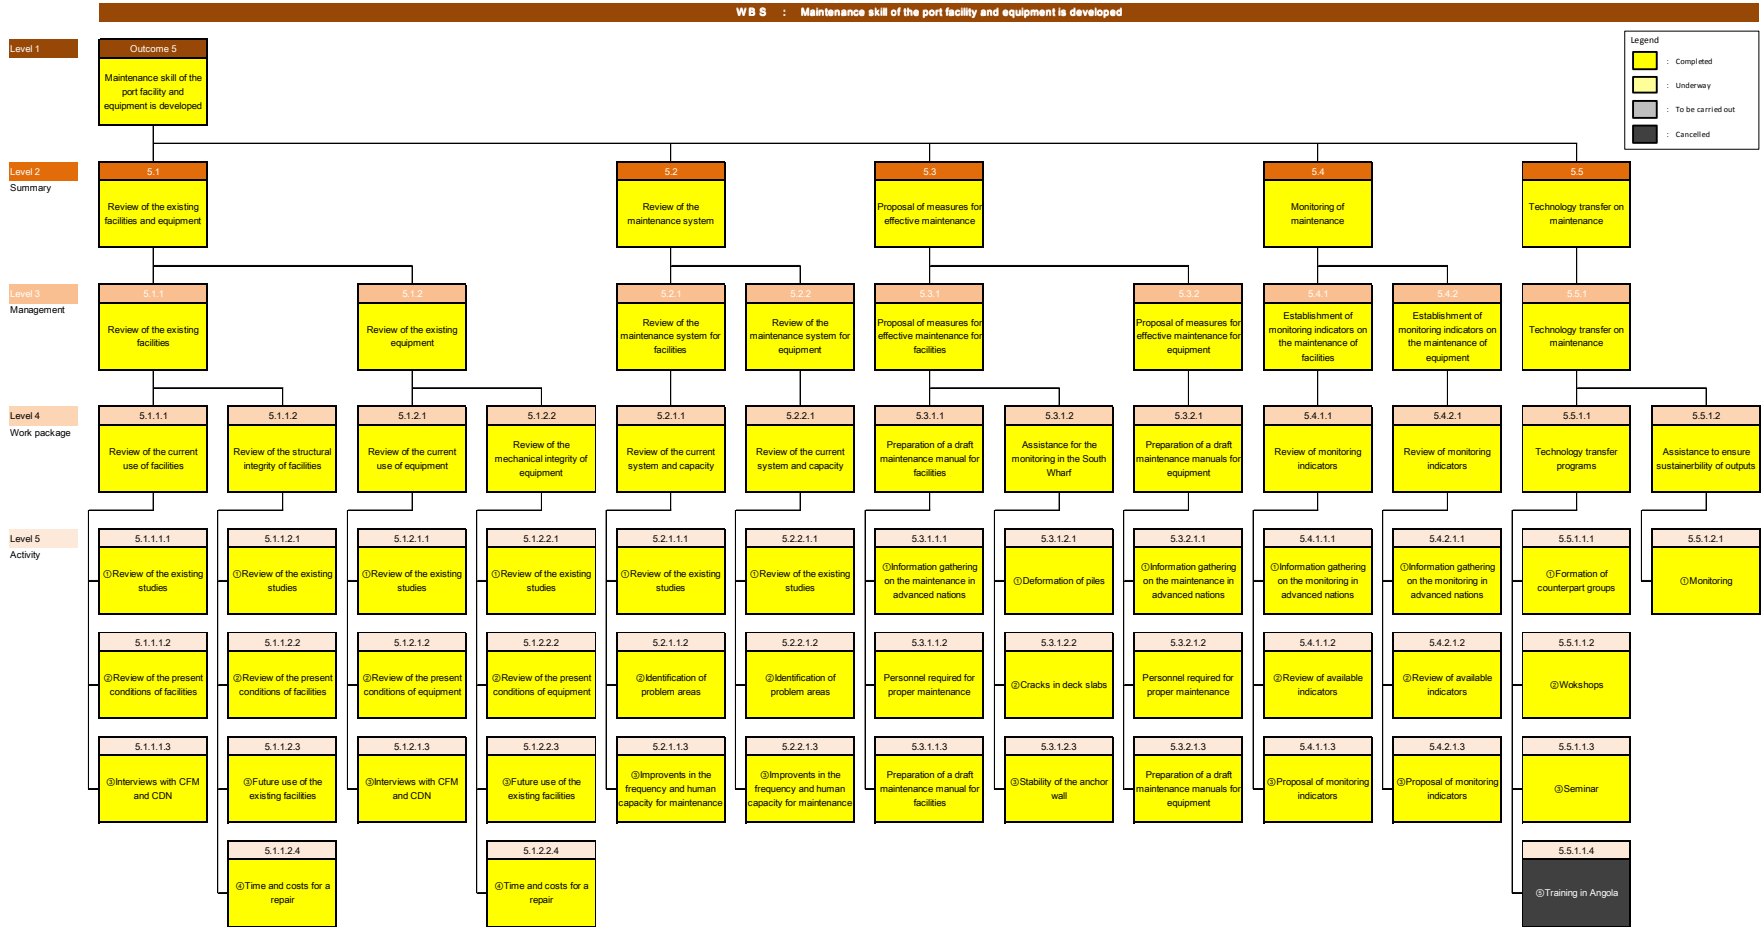 W B S : Maintenance skill of the port facility and equipment is developed
Level 1
Outcome 5
Maintenance skill of the
port facility and
equipment is developed
Legend
: Completed
: Underway
: To be carried out
: Cancelled
Level 2
Summary
5.1
Review of the existing
facilities and equipment
5.2
Review of the
maintenance system
5.3
Proposal of measures for
effective maintenance
5.4
Monitoring of
maintenance
5.5
Technology transfer on
maintenance
Level 3
Management
5.1.1
Review of the existing
facilities
5.1.2
Review of the existing
equipment
5.2.1
Review of the
maintenance system for
facilities
5.2.2
Review of the
maintenance system for
equipment
5.3.1
Proposal of measures for
effective maintenance for
facilities
5.3.2
Proposal of measures for
effective maintenance for
equipment
5.4.1
Establishment of
monitoring indicators on
the maintenance of
facilities
5.4.2
Establishment of
monitoring indicators on
the maintenance of
equipment
5.5.1
Technology transfer on
maintenance
Level 4
Work package
5.1.1.1
Review of the current
use of facilities
5.1.1.2
Review of the structural
integrity of facilities
5.1.2.1
Review of the current
use of equipment
5.1.2.2
Review of the
mechanical integrity of
equipment
5.2.1.1
Review of the current
system and capacity
5.2.2.1
Review of the current
system and capacity
5.3.1.1
Preparation of a draft
maintenance manual for
facilities
5.3.1.2
Assistance for the
monitoring in the South
Wharf
5.3.2.1
Preparation of a draft
maintenance manuals for
equipment
5.4.1.1
Review of monitoring
indicators
5.4.2.1
Review of monitoring
indicators
5.5.1.1
Technology transfer
programs
5.5.1.2
Assistance to ensure
sustainerbility of outputs
Level 5
Activity
5.1.1.1.1
①Review of the existing
studies
5.1.1.2.1
①Review of the existing
studies
5.1.2.1.1
①Review of the existing
studies
5.1.2.2.1
①Review of the existing
studies
5.2.1.1.1
①Review of the existing
studies
5.2.2.1.1
①Review of the existing
studies
5.3.1.1.1
①Information gathering
on the maintenance in
advanced nations
5.3.1.2.1
①Deformation of piles
5.3.2.1.1
①Information gathering
on the maintenance in
advanced nations
5.4.1.1.1
①Information gathering
on the monitoring in
advanced nations
5.4.2.1.1
①Information gathering
on the monitoring in
advanced nations
5.5.1.1.1
①Formation of
counterpart groups
5.5.1.2.1
①Monitoring
5.1.1.1.2
②Review of the present
conditions of facilities
5.1.1.2.2
②Review of the present
conditions of facilities
5.1.2.1.2
②Review of the present
conditions of equipment
5.1.2.2.2
②Review of the present
conditions of equipment
5.2.1.1.2
②Identification of
problem areas
5.2.2.1.2
②Identification of
problem areas
5.3.1.1.2
Personnel required for
proper maintenance
5.3.1.2.2
②Cracks in deck slabs
5.3.2.1.2
Personnel required for
proper maintenance
5.4.1.1.2
②Review of available
indicators
5.4.2.1.2
②Review of available
indicators
5.5.1.1.2
②Wokshops
5.1.1.1.3
③Interviews with CFM
and CDN
5.1.1.2.3
③Future use of the
existing facilities
5.1.2.1.3
③Interviews with CFM
and CDN
5.1.2.2.3
③Future use of the
existing facilities
5.2.1.1.3
③Improvents in the
frequency and human
capacity for maintenance
5.2.2.1.3
③Improvents in the
frequency and human
capacity for maintenance
5.3.1.1.3
Preparation of a draft
maintenance manual for
facilities
5.3.1.2.3
③Stability of the anchor
wall
5.3.2.1.3
Preparation of a draft
maintenance manuals for
equipment
5.4.1.1.3
③Proposal of monitoring
indicators
5.4.2.1.3
③Proposal of monitoring
indicators
5.5.1.1.3
③Seminar
5.1.1.2.4
④Time and costs for a
repair
5.1.2.2.4
④Time and costs for a
repair
5.5.1.1.4
⑤Training in Angola